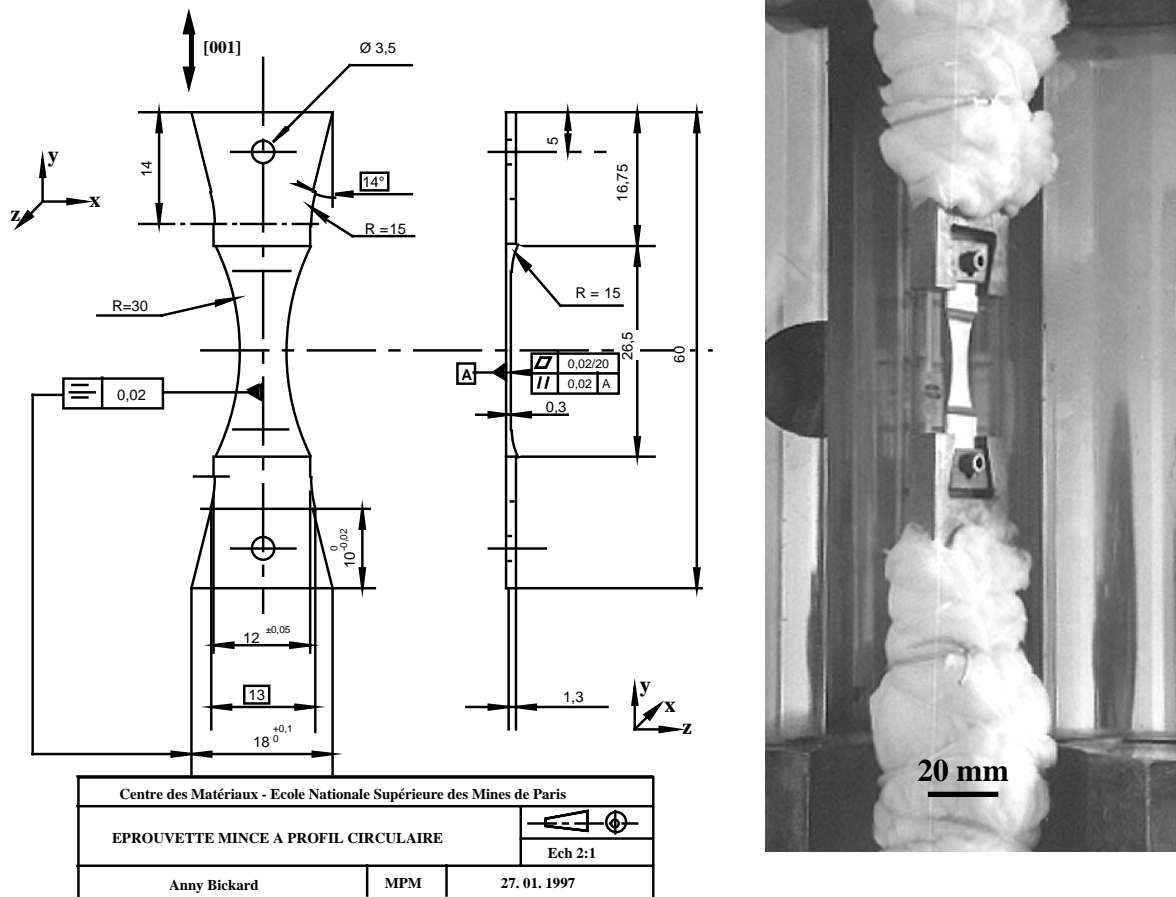 [001]
Ø 3,5
y
x
z
14
14°
R =15
R=30
0,02
5
16,75
R = 15
26,5
60
A
0,02/20
0,02 A
0,3
10 0 -0,02
12 ±0,05
13
18 +0,1 0
1,3
y
x
z
20 mm
Centre des Matériaux - Ecole Nationale Supérieure des Mines de Paris
EPROUVETTE MINCE A PROFIL CIRCULAIRE
Ech 2:1
Anny Bickard MPM 27. 01. 1997